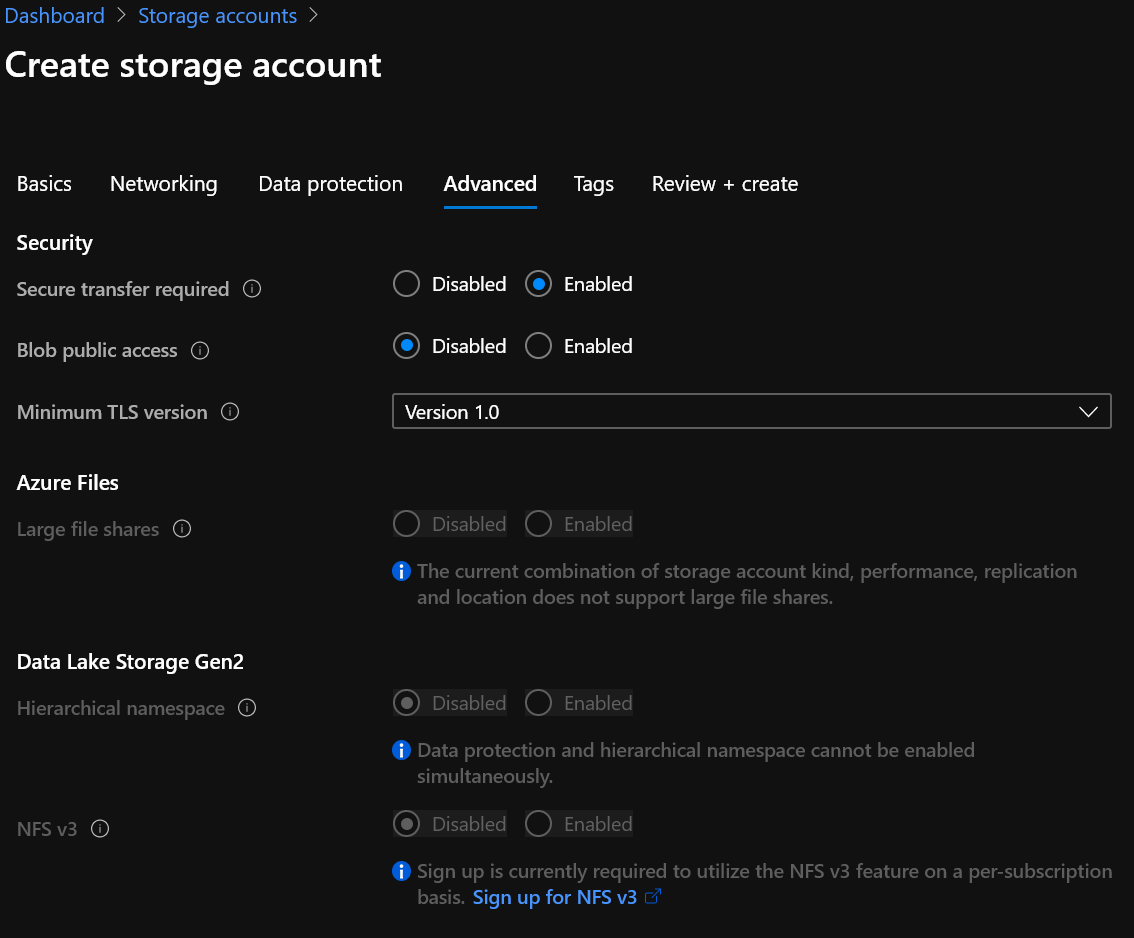 Dashboard > Storage accounts >
Create storage account
Basics Networking Data protection Advanced Tags Review + create
Security
Secure transfer required Disabled Enabled
Blob public access Disabled Enabled
Minimum TLS version Version 1.0
Azure Files
Large file shares Disabled Enabled
The current combination of storage account kind, performance, replication
and location does not support large file shares.
Data Lake Storage Gen2
Hierarchical namespace Disabled Enabled
Data protection and hierarchical namespace cannot be enabled
simultaneously.
NFS v3 Disabled Enabled
Sign up is currently required to utilize the NFS v3 feature on a per-subscription
basis. Sign up for NFS v3